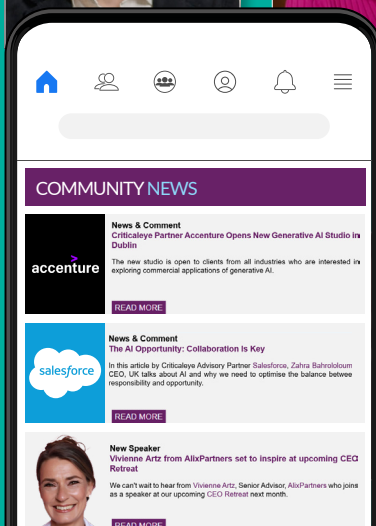 COMMUNITY NEWS
accenture
News & Comment
Criticaleye Partner Accenture Opens New Generative AI Studio in
Dublin
The new studio is open to clients from all industries who are interested in
exploring commercial applications of generative AI.
READ MORE
salesforce
News & Comment
The AI Opportunity: Collaboration Is Key
In this article by Criticaleye Advisory Partner Salesforce, Zahra Bahrololoum
CEO, UK talks about AI and why we need to optimise the balance betwee
responsibility and opportunity.
READ MORE
New Speaker
Vivienne Artz from AlixPartners set to inspire at upcoming CEO
Retreat
We can't wait to hear from Vivienne Artz, Senior Advisor, AlixPartners who joins
as a speaker at our upcoming CEO Retreat next month.
READ MORE